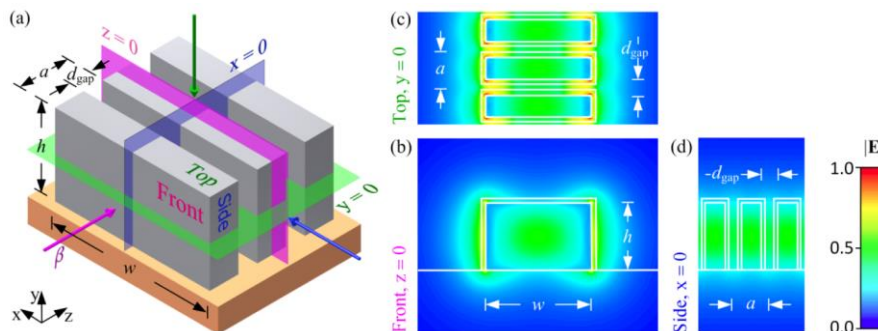 (a)
z = 0
x = 0
a
d_gap
h
Top
Front
Side
y = 0
β
w
y
x
z
(c)
Top, y = 0
a
d_gap
(b)
Front, z = 0
h
w
(d)
Side, x = 0
-d_gap
a
|E
1.0
0.5
0.0